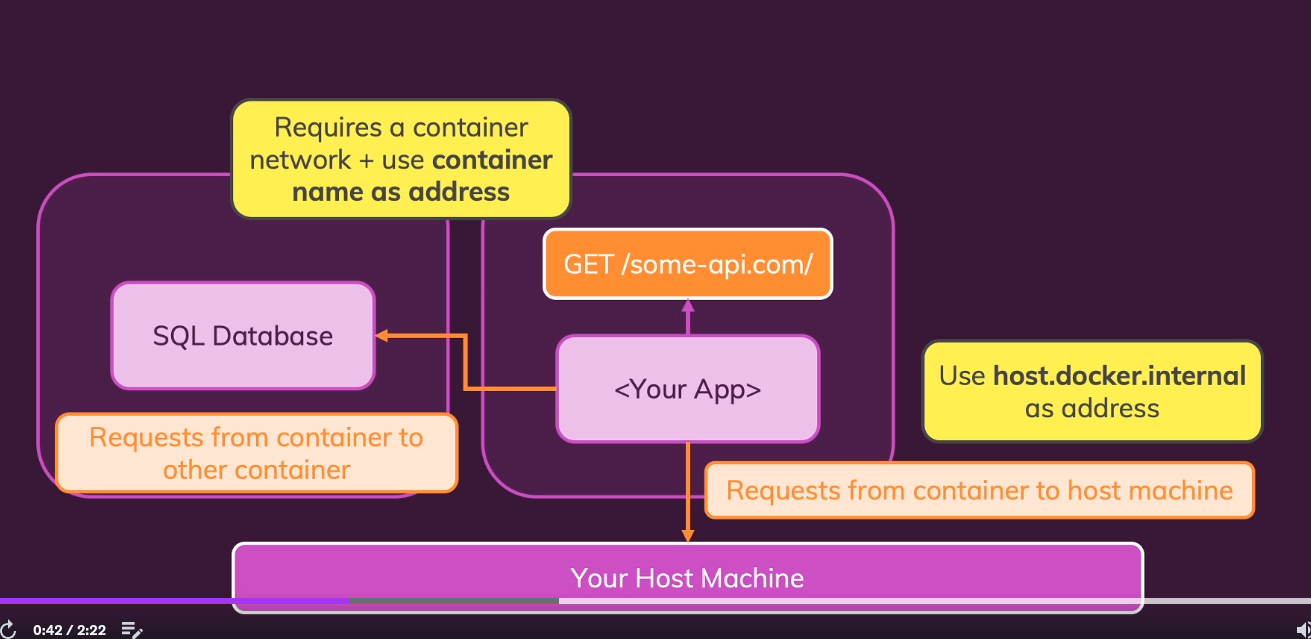 Requires a container
network + use container
name as address
GET /some-api.com/
SQL Database
<Your App>
Use host.docker.internal
as address
Requests from container to
other container
Requests from container to host machine
Your Host Machine
0:42 / 2:22